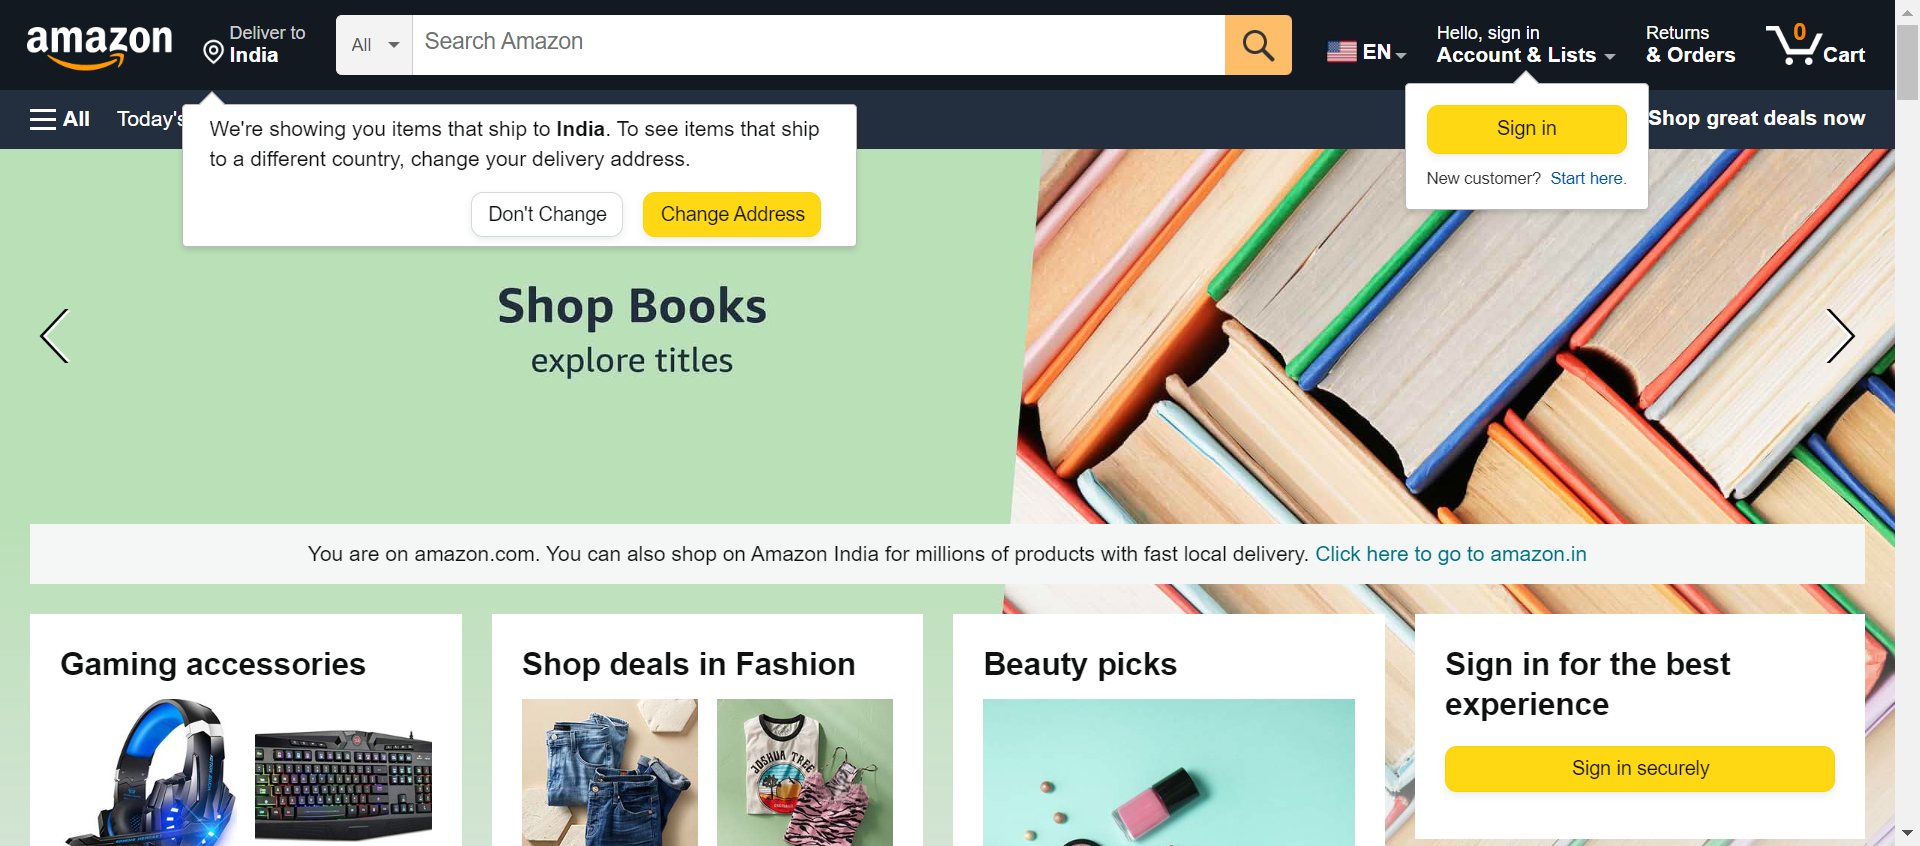 amazon
Deliver to
India
All
Search Amazon
EN
Hello, sign in
Account & Lists
Returns
& Orders
0
Cart
All
Today's
Shop great deals now
We're showing you items that ship to India. To see items that ship
to a different country, change your delivery address.
Don't Change
Change Address
Sign in
New customer? Start here.
Shop Books
explore titles
You are on amazon.com. You can also shop on Amazon India for millions of products with fast local delivery. Click here to go to amazon.in
Gaming accessories
Shop deals in Fashion
Beauty picks
Sign in for the best
experience
JOSHUA TREE
Sign in securely